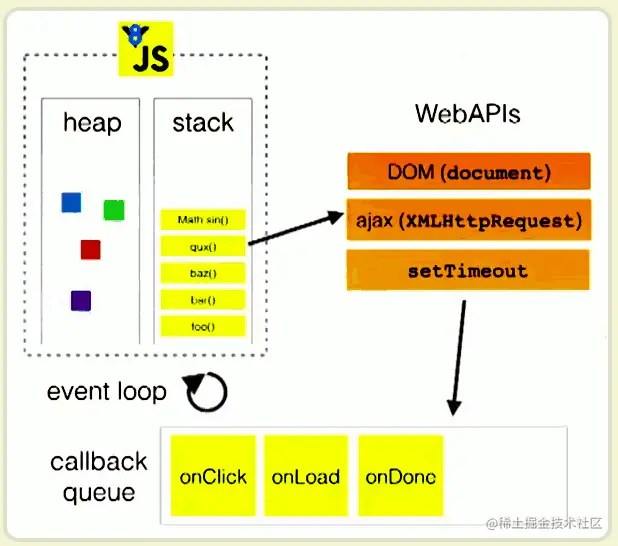 JS
heap
stack
WebAPIs
Math sin()
qux()
baz()
bar()
foo()
DOM (document)
ajax (XMLHttpRequest)
setTimeout
event loop
callback
queue
onClick
onLoad
onDone
@稀土掘金技术社区